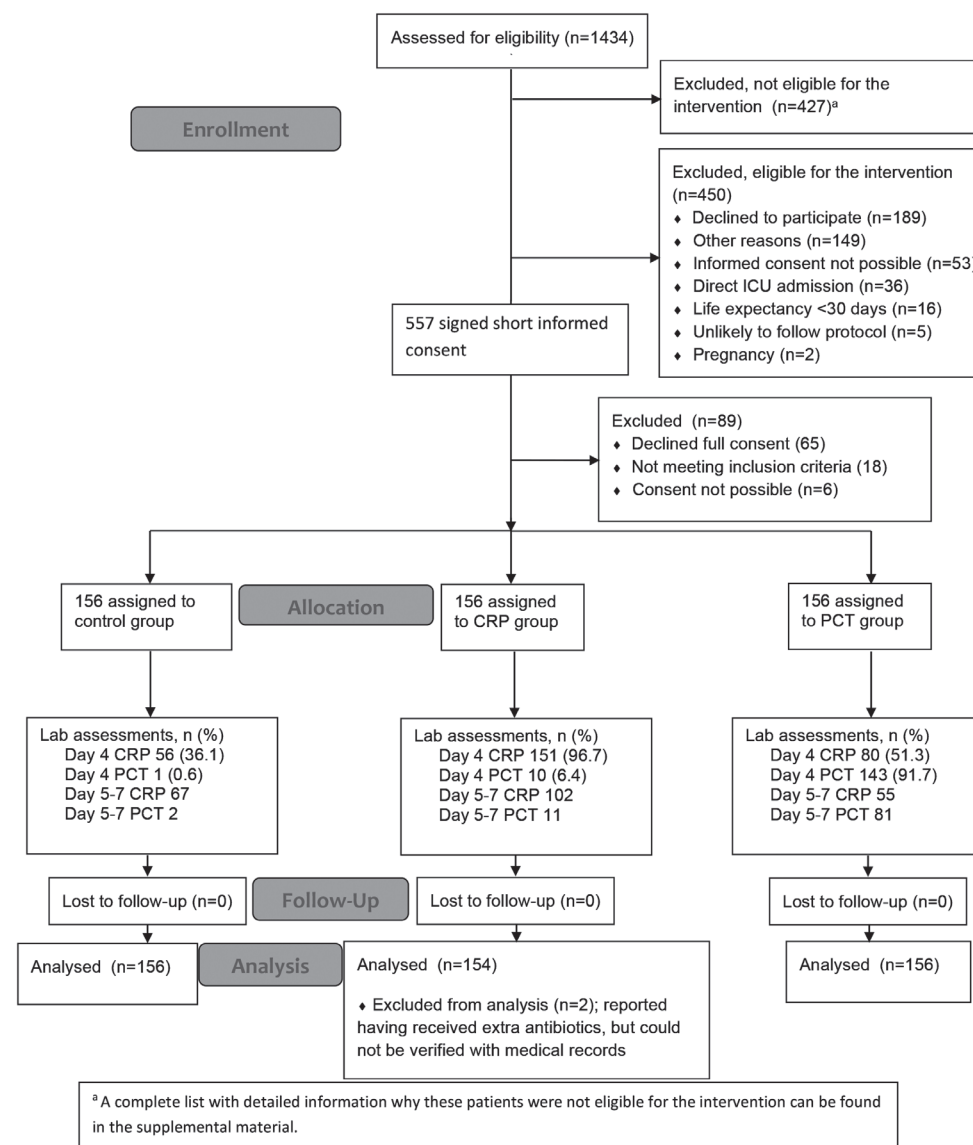 Assessed for eligibility (n=1434)
Excluded, not eligible for the
intervention (n=427)a
Enrollment
Excluded, eligible for the intervention
(n=450)
♦ Declined to participate (n=189)
♦ Other reasons (n=149)
♦ Informed consent not possible (n=53)
♦ Direct ICU admission (n=36)
♦ Life expectancy <30 days (n=16)
♦ Unlikely to follow protocol (n=5)
♦ Pregnancy (n=2)
557 signed short informed
consent
Excluded (n=89)
♦ Declined full consent (65)
♦ Not meeting inclusion criteria (18)
♦ Consent not possible (n=6)
156 assigned to
control group
Allocation
156 assigned
to CRP group
156 assigned
to PCT group
Lab assessments, n (%)
Day 4 CRP 56 (36.1)
Day 4 PCT 1 (0.6)
Day 5-7 CRP 67
Day 5-7 PCT 2
Lab assessments, n (%)
Day 4 CRP 151 (96.7)
Day 4 PCT 10 (6.4)
Day 5-7 CRP 102
Day 5-7 PCT 11
Lab assessments, n (%)
Day 4 CRP 80 (51.3)
Day 4 PCT 143 (91.7)
Day 5-7 CRP 55
Day 5-7 PCT 81
Lost to follow-up (n=0)
Follow-Up
Lost to follow-up (n=0)
Lost to follow-up (n=0)
Analysed (n=156)
Analysis
Analysed (n=154)
♦ Excluded from analysis (n=2); reported
having received extra antibiotics, but could
not be verified with medical records
Analysed (n=156)
a A complete list with detailed information why these patients were not eligible for the intervention can be found
in the supplemental material.